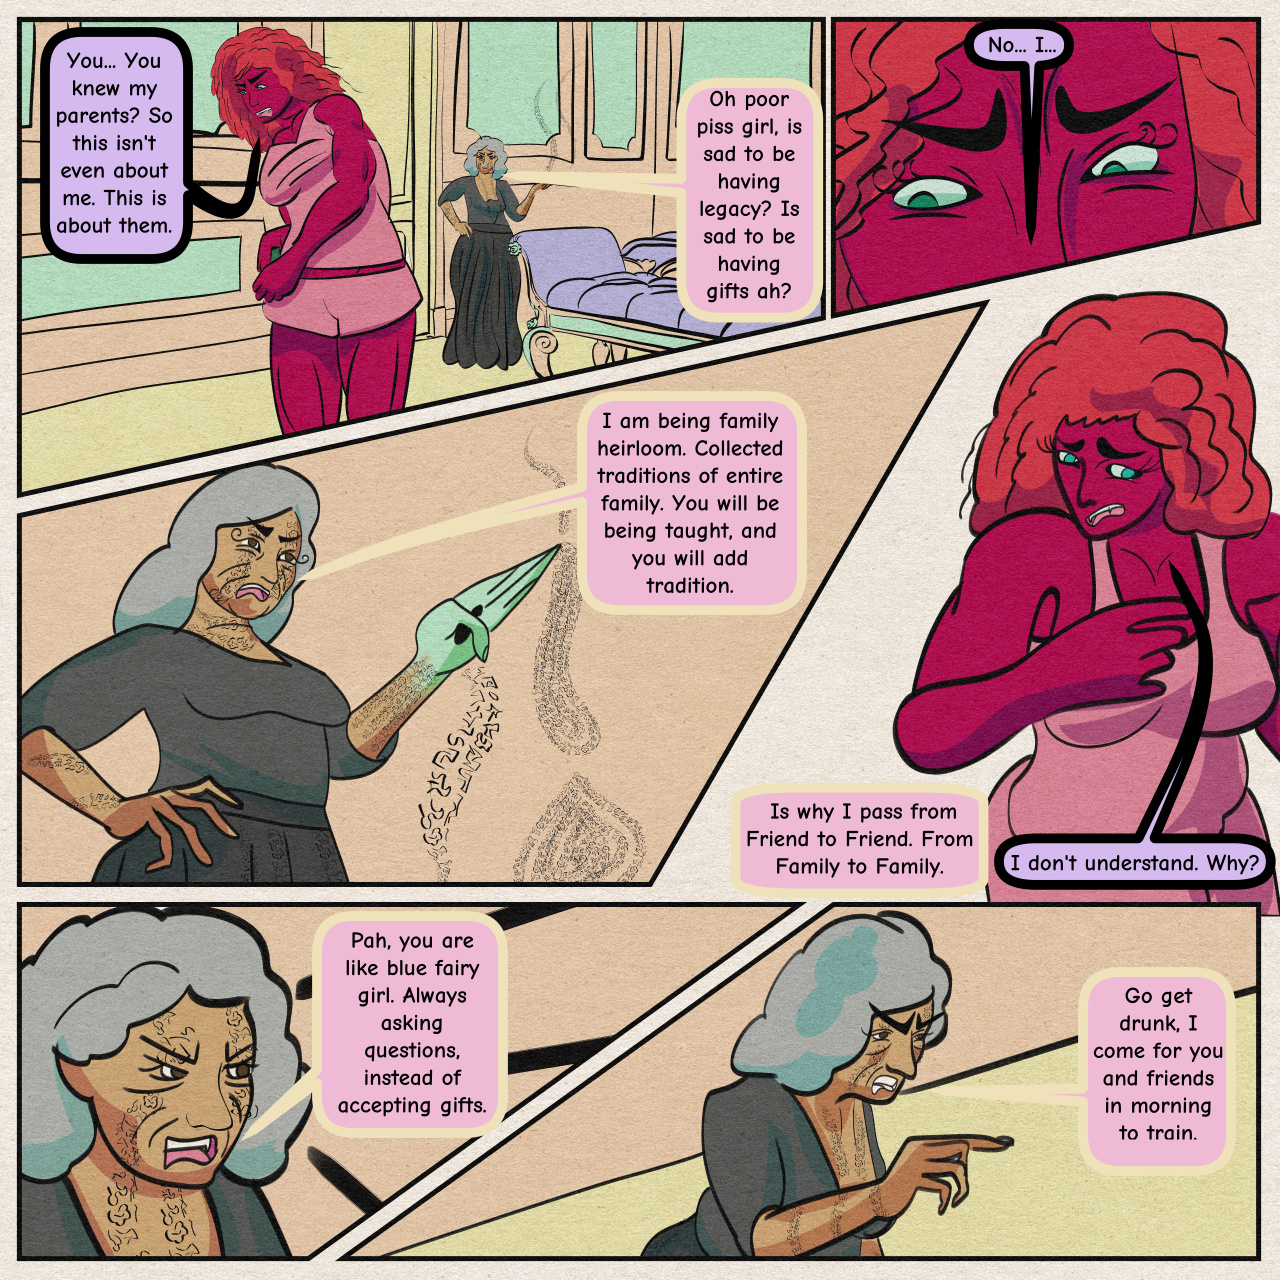 You... You
knew my
parents? So
this isn't
even about
me. This is
about them.
Oh poor
piss girl, is
sad to be
having
legacy? Is
sad to be
having
gifts ah?
No... I...
I am being family
heirloom. Collected
traditions of entire
family. You will be
being taught, and
you will add
tradition.
Is why I pass from
Friend to Friend. From
Family to Family.
I don't understand. Why?
Pah, you are
like blue fairy
girl. Always
asking
questions,
instead of
accepting gifts.
Go get
drunk, I
come for you
and friends
in morning
to train.